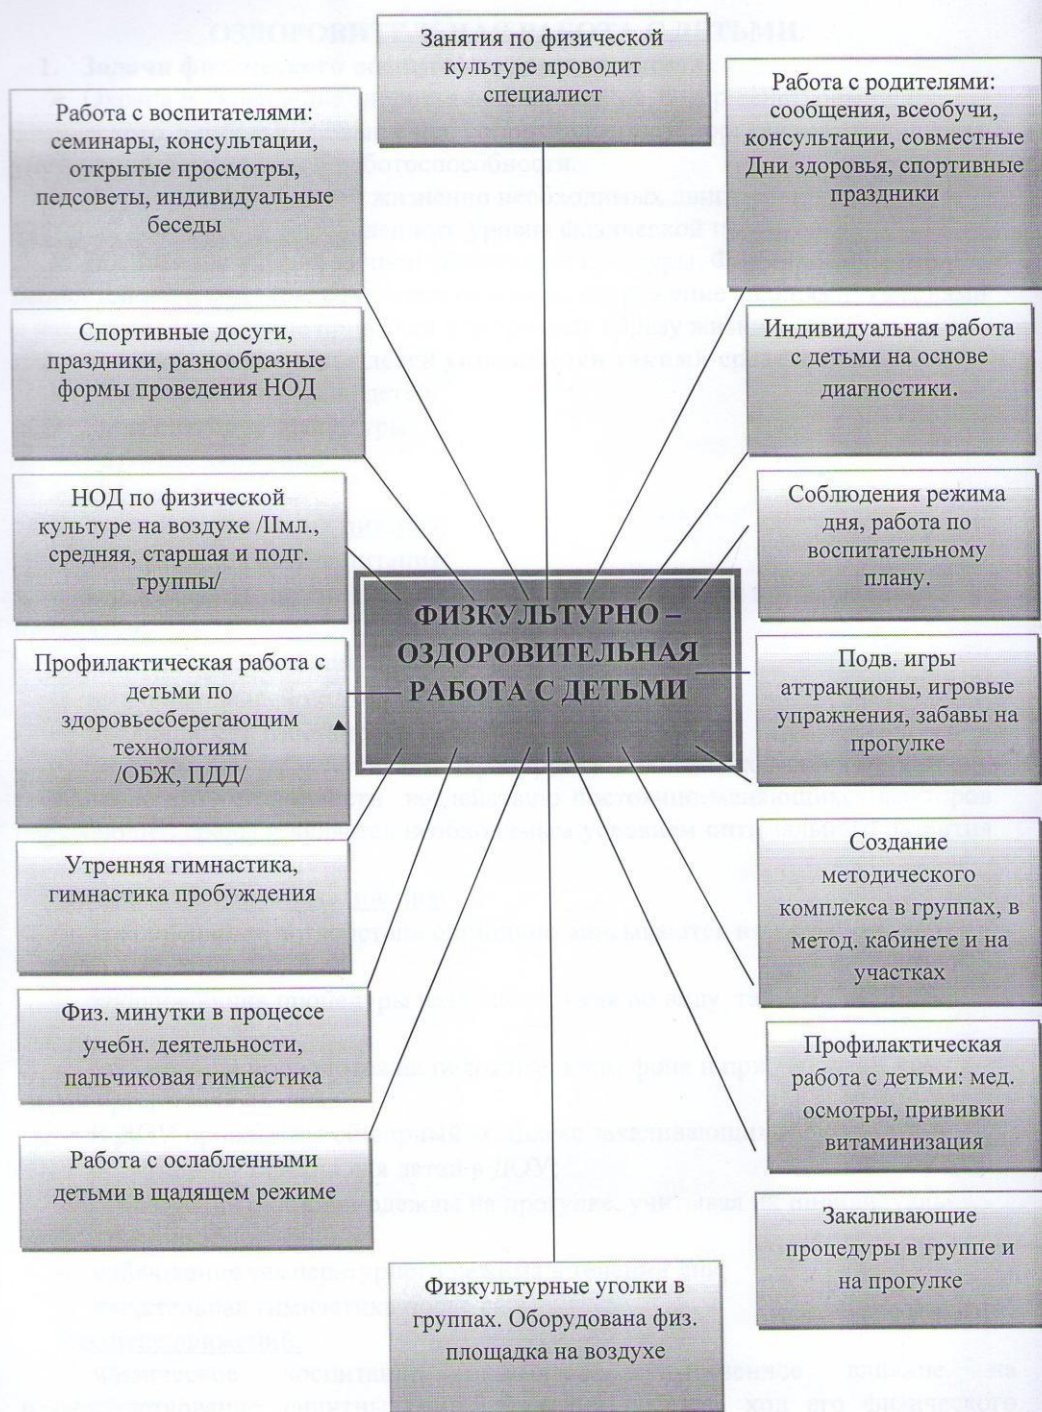 Занятия по физической
культуре проводит
специалист
Работа с воспитателями:
семинары, консультации,
открытые просмотры,
педсоветы, индивидуальные
беседы
Работа с родителями:
сообщения, всеобучи,
консультации, совместные
Дни здоровья, спортивные
праздники
Спортивные досуги,
праздники, разнообразные
формы проведения НОД
Индивидуальная работа
с детьми на основе
диагностики.
НОД по физической
культуре на воздухе /IIмл.,
средняя, старшая и подг.
группы/
Соблюдения режима
дня, работа по
воспитательному
плану.
ФИЗКУЛЬТУРНО –
ОЗДОРОВИТЕЛЬНАЯ
РАБОТА С ДЕТЬМИ
Профилактическая работа с
детьми по
здоровьесберегающим
технологиям
/ОБЖ, ПДД/
Подв. игры
аттракционы, игровые
упражнения, забавы на
прогулке
Утренняя гимнастика,
гимнастика пробуждения
Создание
методического
комплекса в группах, в
метод. кабинете и на
участках
Физ. минутки в процессе
учебн. деятельности,
пальчиковая гимнастика
Профилактическая
работа с детьми: мед.
осмотры, прививки
витаминизация
Работа с ослабленными
детьми в щадящем режиме
Закаливающие
процедуры в группе и
на прогулке
Физкультурные уголки в
группах. Оборудована физ.
площадка на воздухе